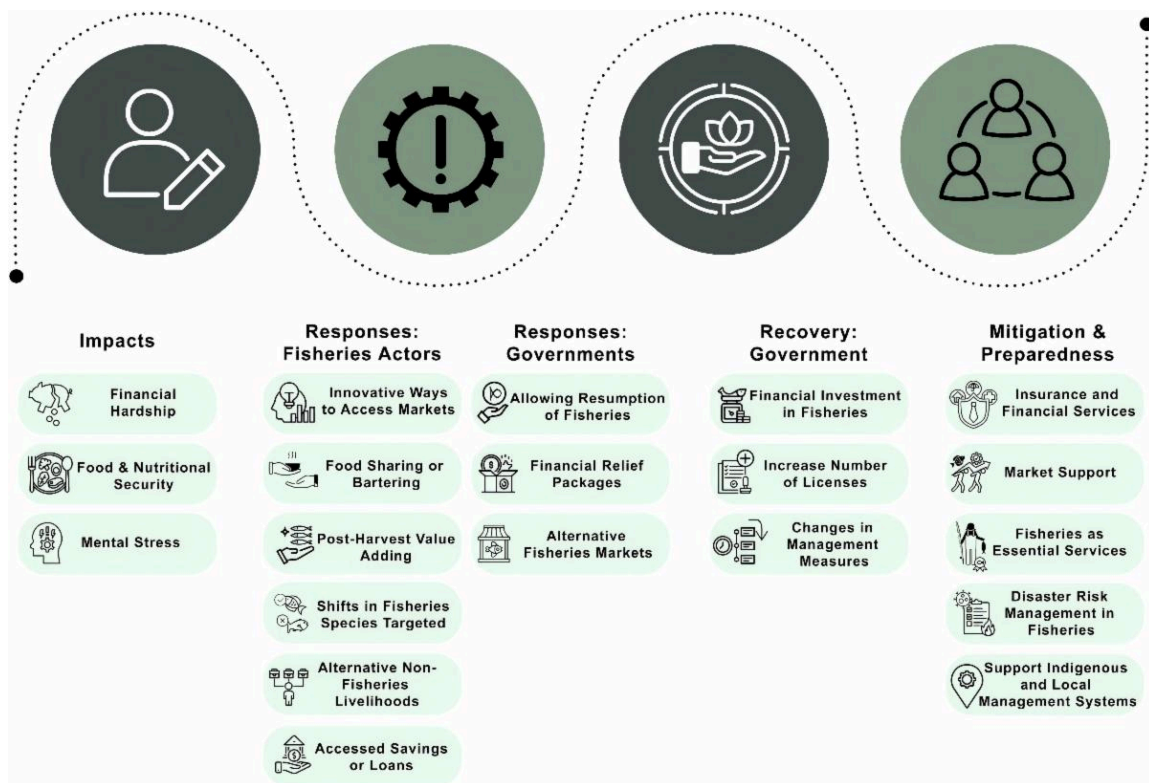 Impacts
Financial
Hardship
Food & Nutritional
Security
Mental Stress
Responses:
Fisheries Actors
Innovative Ways
to Access Markets
Food Sharing or
Bartering
Post-Harvest Value
Adding
Shifts in Fisheries
Species Targeted
Alternative Non-
Fisheries
Livelihoods
Accessed Savings
or Loans
Responses:
Governments
Allowing Resumption
of Fisheries
Financial Relief
Packages
Alternative
Fisheries Markets
Recovery:
Government
Financial Investment
in Fisheries
Increase Number
of Licenses
Changes in
Management
Measures
Mitigation &
Preparedness
Insurance and
Financial Services
Market Support
Fisheries as
Essential Services
Disaster Risk
Management in
Fisheries
Support Indigenous
and Local
Management Systems